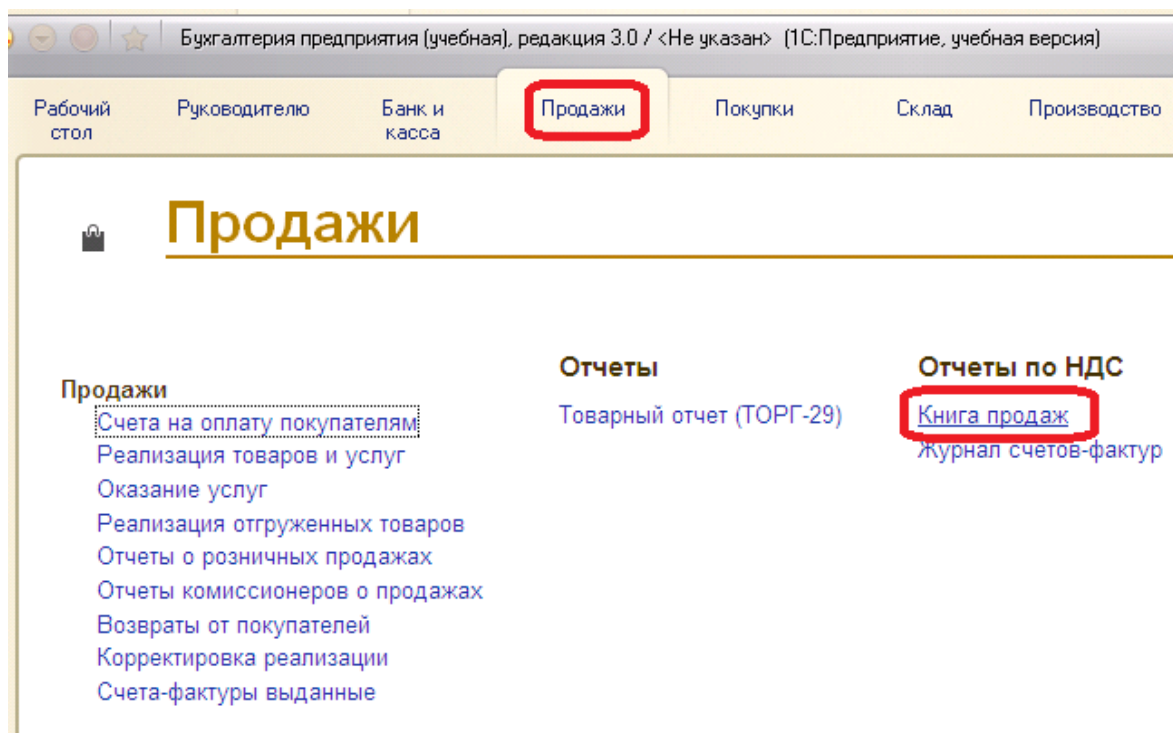 Бухгалтерия предприятия (учебная), редакция 3.0 / <Не указан> (1С:Предприятие, учебная версия)
Рабочий стол
Руководителю
Банк и касса
Продажи
Покупки
Склад
Производство
Продажи
Продажи
Счета на оплату покупателям
Реализация товаров и услуг
Оказание услуг
Реализация отгруженных товаров
Отчеты о розничных продажах
Отчеты комиссионеров о продажах
Возвраты от покупателей
Корректировка реализации
Счета-фактуры выданные
Отчеты
Товарный отчет (ТОРГ-29)
Отчеты по НДС
Книга продаж
Журнал счетов-фактур